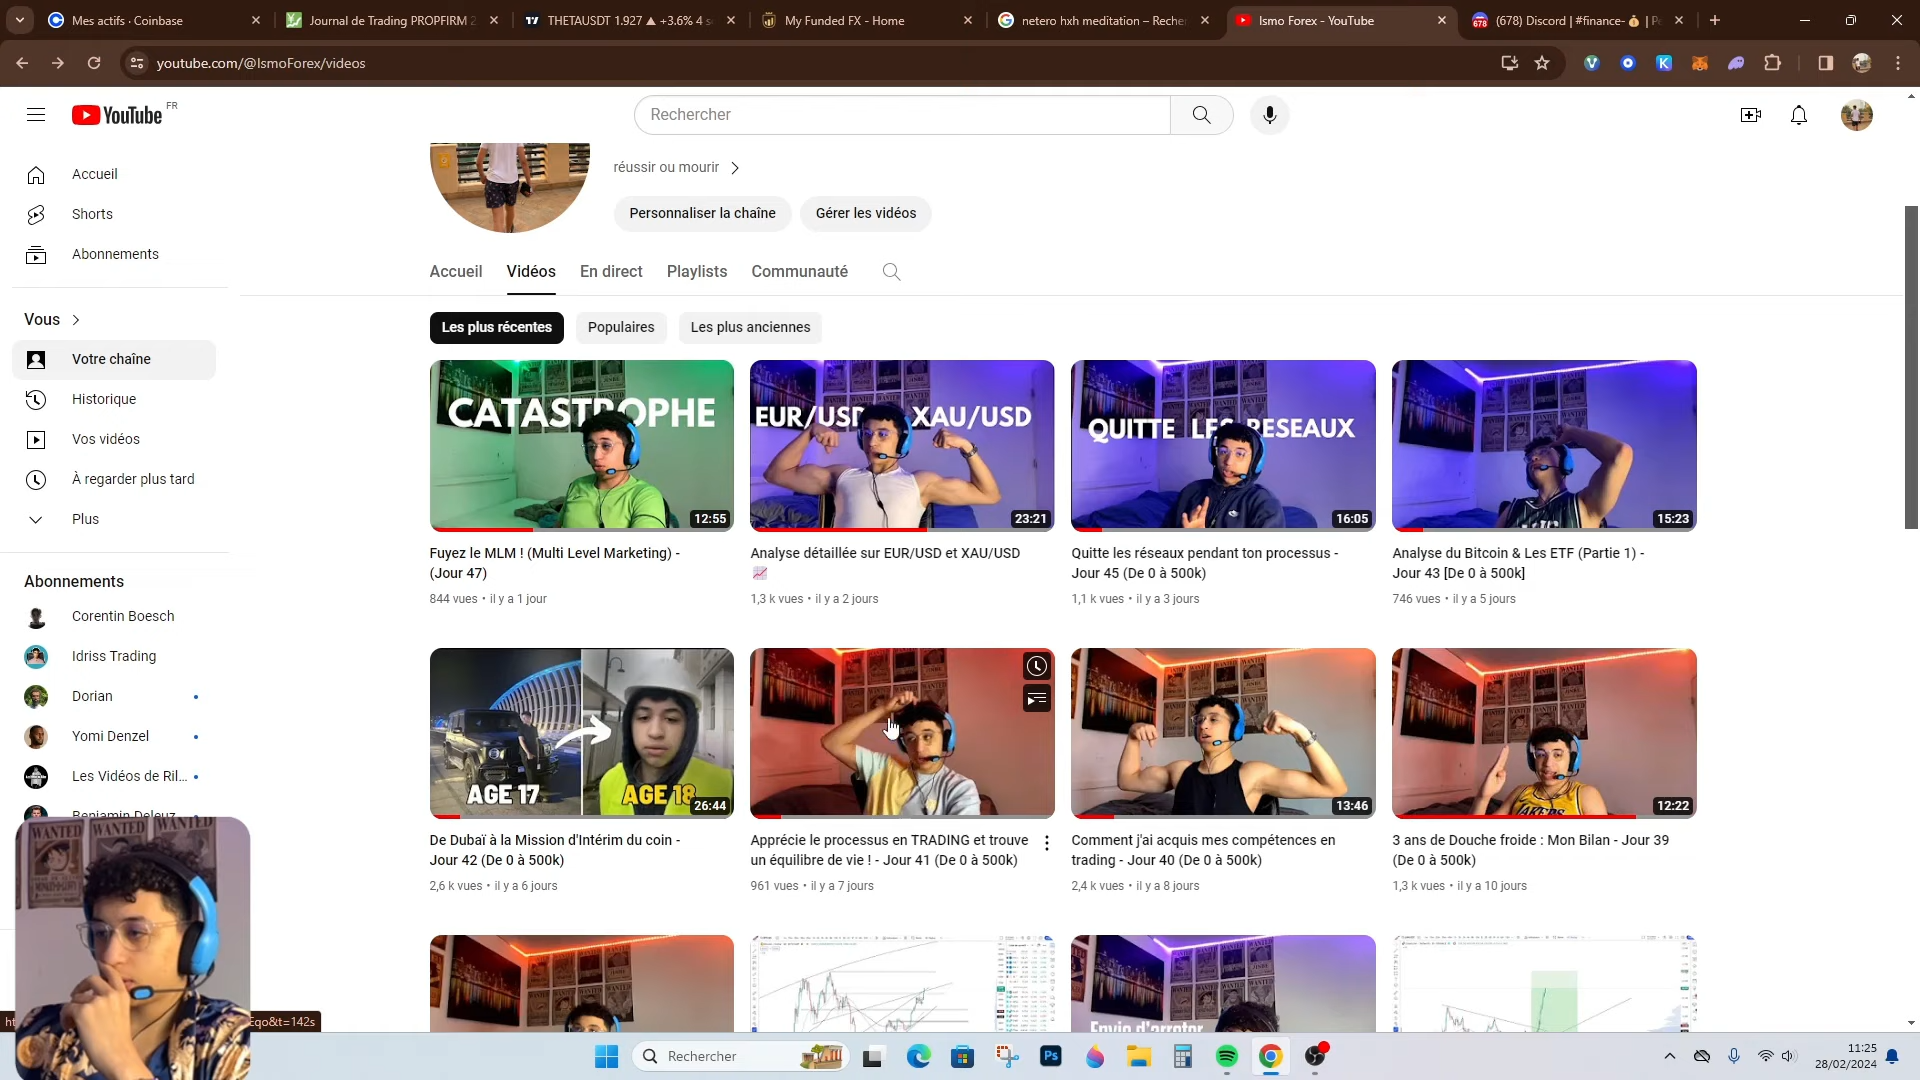 Mes actifs · Coinbase
Journal de Trading PROPFIRM 2
THETAUSDT 1.927 ▲ +3.6% 4 s
My Funded FX - Home
netero hxh meditation – Reche
Ismo Forex - YouTube
(678) Discord | #finance-💰 | P
youtube.com/@IsmoForex/videos
YouTube FR
Rechercher
réussir ou mourir
Personnaliser la chaîne
Gérer les vidéos
Accueil
Shorts
Abonnements
Vous
Votre chaîne
Historique
Vos vidéos
À regarder plus tard
Plus
Abonnements
Corentin Boesch
Idriss Trading
Dorian
Yomi Denzel
Les Vidéos de Ril...
Benjamin Deleuz
Accueil
Vidéos
En direct
Playlists
Communauté
Les plus récentes
Populaires
Les plus anciennes
CATASTROPHE
12:55
EUR/USD XAU/USD
23:21
QUITTE LES RESEAUX
16:05
15:23
Fuyez le MLM ! (Multi Level Marketing) -
(Jour 47)
844 vues • il y a 1 jour
Analyse détaillée sur EUR/USD et XAU/USD
📈
1,3 k vues • il y a 2 jours
Quitte les réseaux pendant ton processus -
Jour 45 (De 0 à 500k)
1,1 k vues • il y a 3 jours
Analyse du Bitcoin & Les ETF (Partie 1) -
Jour 43 [De 0 à 500k]
746 vues • il y a 5 jours
AGE 17
AGE 18
26:44
13:46
12:22
De Dubaï à la Mission d'Intérim du coin -
Jour 42 (De 0 à 500k)
2,6 k vues • il y a 6 jours
Apprécie le processus en TRADING et trouve
un équilibre de vie ! - Jour 41 (De 0 à 500k)
961 vues • il y a 7 jours
Comment j'ai acquis mes compétences en
trading - Jour 40 (De 0 à 500k)
2,4 k vues • il y a 8 jours
3 ans de Douche froide : Mon Bilan - Jour 39
(De 0 à 500k)
1,3 k vues • il y a 10 jours
Envie d'arreter
WANTED WANTED
ht
Eqo&t=142s
Rechercher
Ps
11:25
28/02/2024